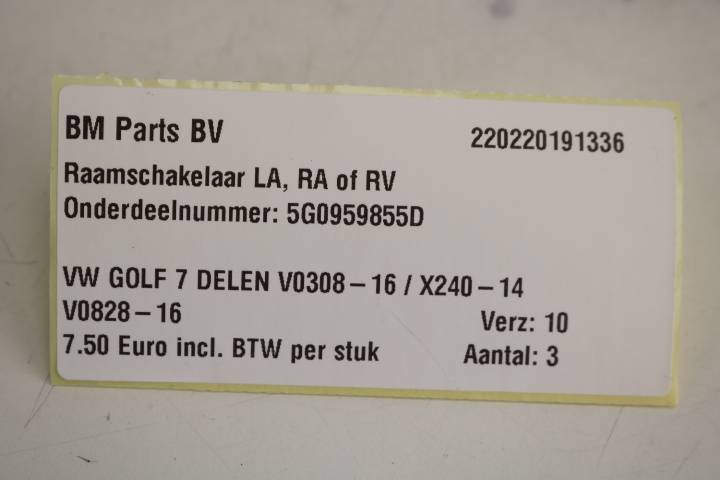 BM Parts BV 220220191336
Raamschakelaar LA, RA of RV
Onderdeelnummer: 5G0959855D
VW GOLF 7 DELEN V0308-16 / X240-14
V0828-16 Verz: 10
7.50 Euro incl. BTW per stuk Aantal: 3